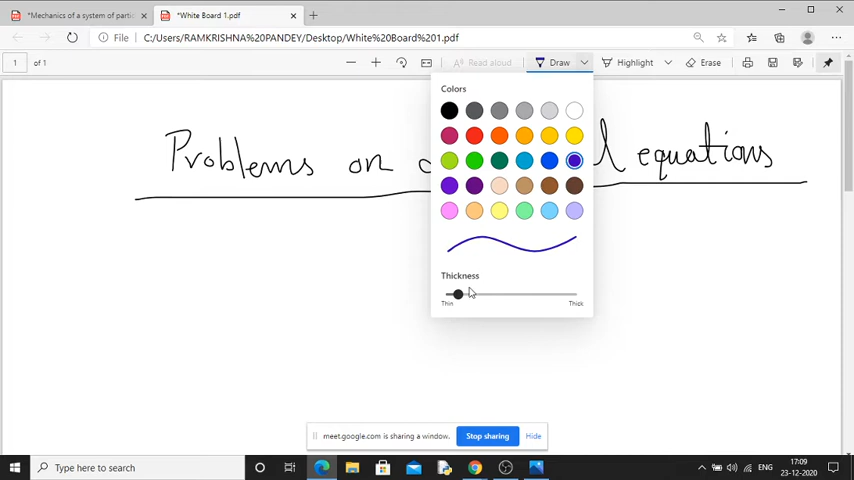 *Mechanics of a system of partic
*White Board 1.pdf
File
C:/Users/RAMKRISHNA%20PANDEY/Desktop/White%20Board%201.pdf
1 of 1
Read aloud
Draw
Highlight
Erase
Colors
Problems on
l equations
Thickness
Thin
Thick
meet.google.com is sharing a window.
Stop sharing
Hide
Type here to search
ENG
17:09
23-12-2020